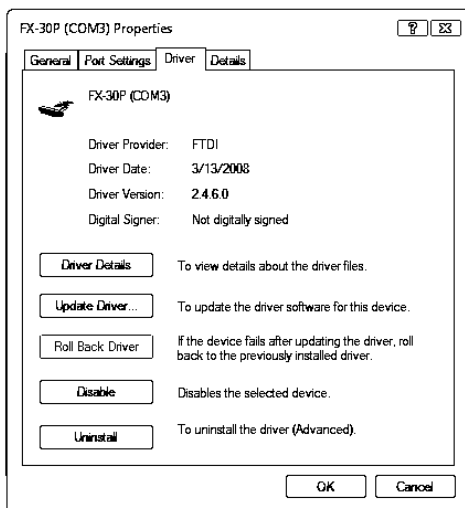 FX-30P (COM3) Properties
General Port Settings Driver Details
FX-30P (COM3)
Driver Provider: FTDI
Driver Date: 3/13/2008
Driver Version: 2.4.6.0
Digital Signer: Not digitally signed
Driver Details To view details about the driver files.
Update Driver... To update the driver software for this device.
Roll Back Driver If the device fails after updating the driver, roll
back to the previously installed driver.
Disable Disables the selected device.
Uninstall To uninstall the driver (Advanced).
OK Cancel